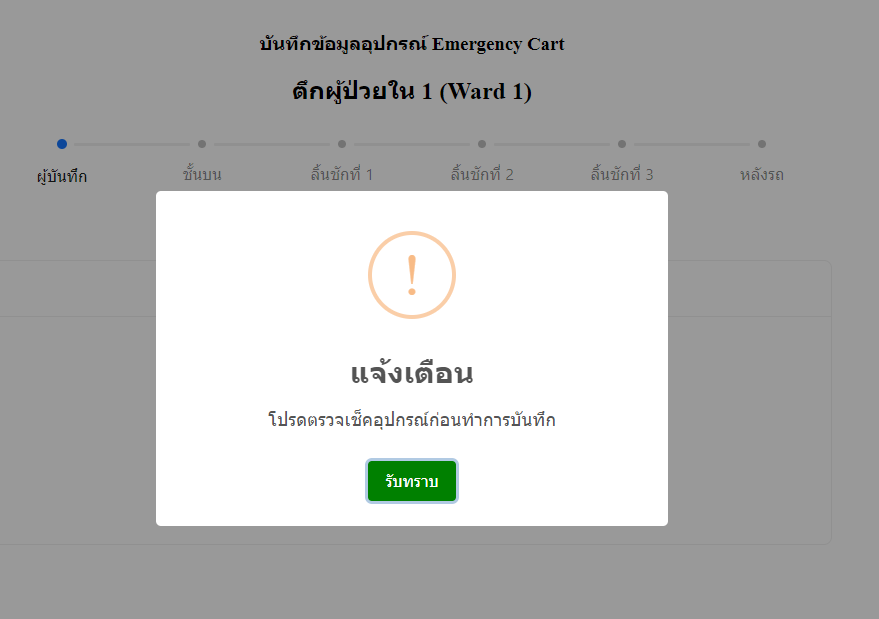 บันทึกข้อมูลอุปกรณ์ Emergency Cart
ตึกผู้ป่วยใน 1 (Ward 1)
ผู้บันทึก ชั้นบน ลิ้นชักที่ 1 ลิ้นชักที่ 2 ลิ้นชักที่ 3 หลังรถ
!
แจ้งเตือน
โปรดตรวจเช็คอุปกรณ์ก่อนทำการบันทึก
รับทราบ